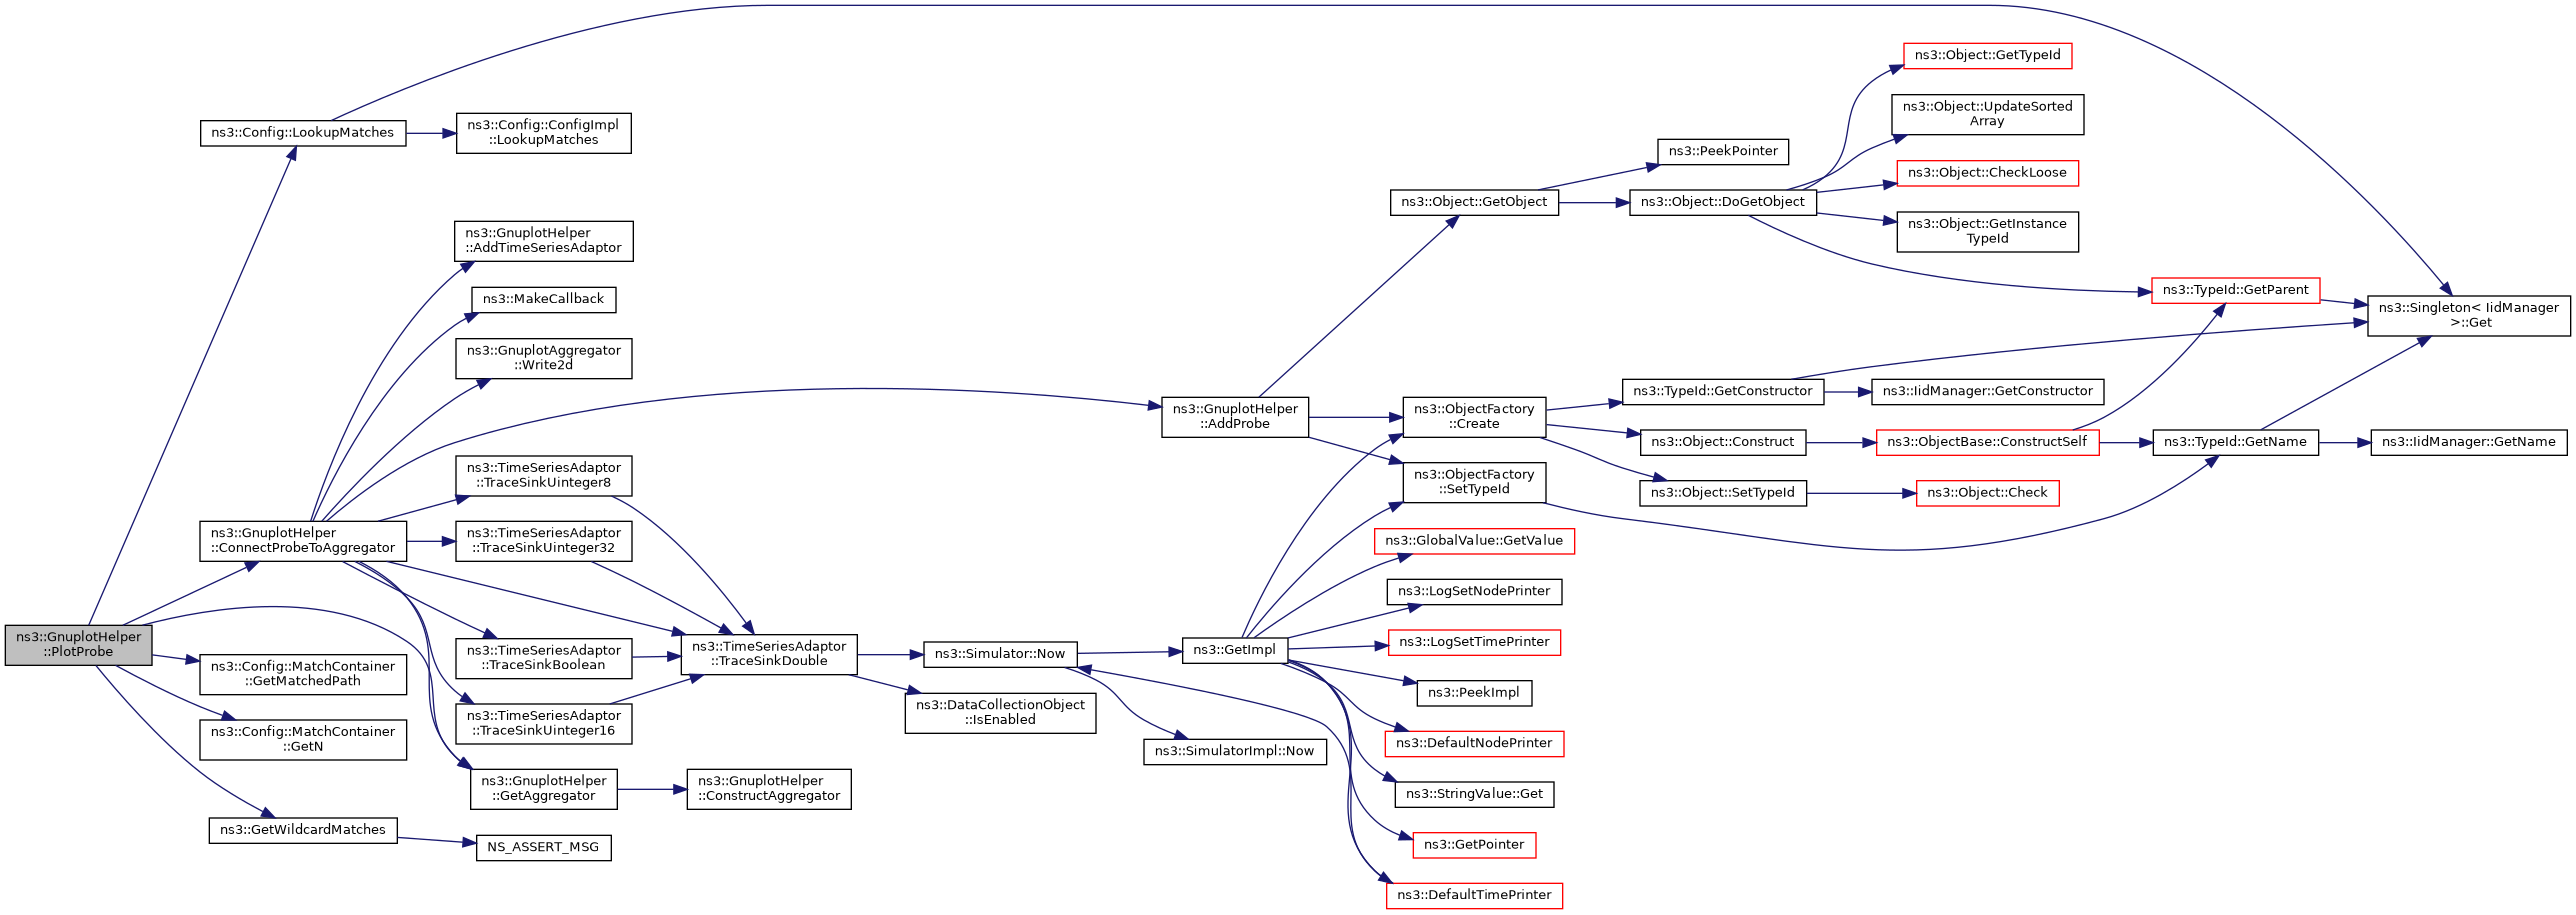 ns3::GnuplotHelper
::PlotProbe
ns3::Config::LookupMatches
ns3::Config::ConfigImpl
::LookupMatches
ns3::GnuplotHelper
::ConnectProbeToAggregator
ns3::Config::MatchContainer
::GetMatchedPath
ns3::Config::MatchContainer
::GetN
ns3::GetWildcardMatches
ns3::GnuplotHelper
::AddTimeSeriesAdaptor
ns3::MakeCallback
ns3::GnuplotAggregator
::Write2d
ns3::TimeSeriesAdaptor
::TraceSinkUinteger8
ns3::TimeSeriesAdaptor
::TraceSinkUinteger32
ns3::TimeSeriesAdaptor
::TraceSinkBoolean
ns3::TimeSeriesAdaptor
::TraceSinkUinteger16
ns3::GnuplotHelper
::GetAggregator
NS_ASSERT_MSG
ns3::TimeSeriesAdaptor
::TraceSinkDouble
ns3::GnuplotHelper
::ConstructAggregator
ns3::Simulator::Now
ns3::DataCollectionObject
::IsEnabled
ns3::GnuplotHelper
::AddProbe
ns3::GetImpl
ns3::SimulatorImpl::Now
ns3::Object::GetObject
ns3::ObjectFactory
::Create
ns3::ObjectFactory
::SetTypeId
ns3::GlobalValue::GetValue
ns3::LogSetNodePrinter
ns3::LogSetTimePrinter
ns3::PeekImpl
ns3::DefaultNodePrinter
ns3::StringValue::Get
ns3::GetPointer
ns3::DefaultTimePrinter
ns3::PeekPointer
ns3::Object::DoGetObject
ns3::TypeId::GetConstructor
ns3::Object::Construct
ns3::Object::SetTypeId
ns3::Object::GetTypeId
ns3::Object::UpdateSorted
Array
ns3::Object::CheckLoose
ns3::Object::GetInstance
TypeId
ns3::IidManager::GetConstructor
ns3::ObjectBase::ConstructSelf
ns3::Object::Check
ns3::TypeId::GetParent
ns3::TypeId::GetName
ns3::Singleton< IidManager
>::Get
ns3::IidManager::GetName